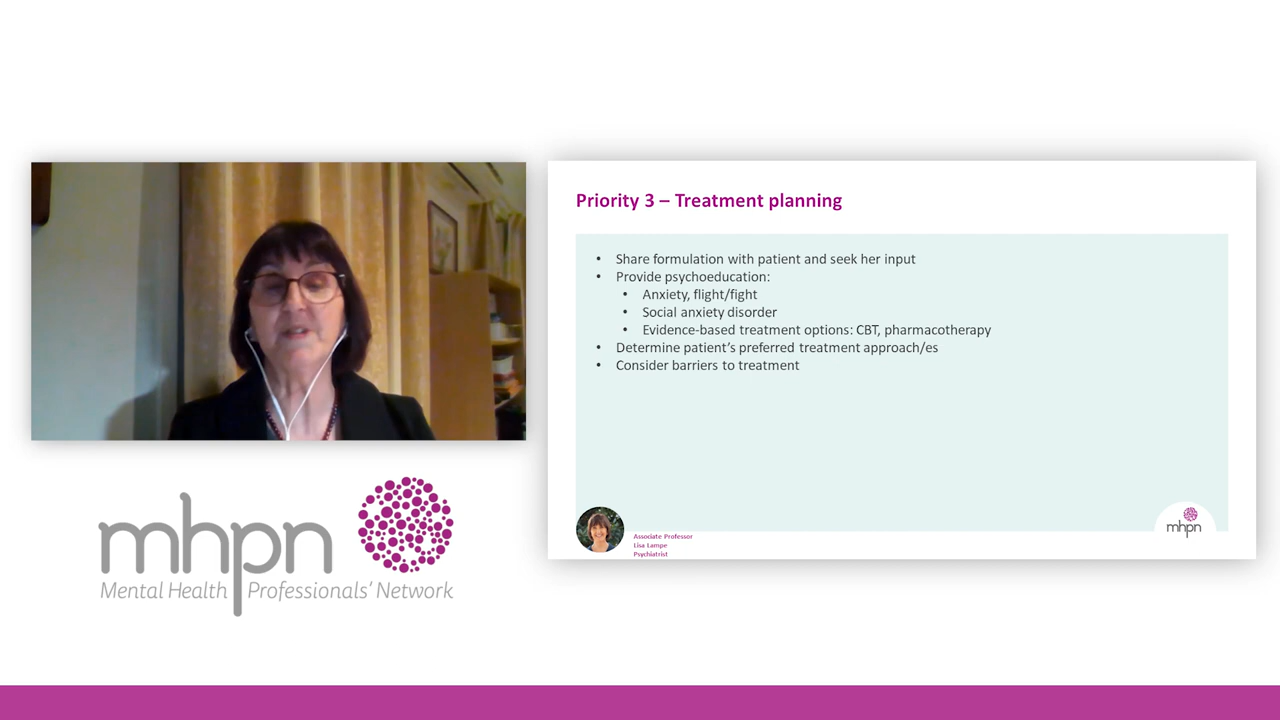 Priority 3 – Treatment planning
• Share formulation with patient and seek her input
• Provide psychoeducation:
• Anxiety, flight/fight
• Social anxiety disorder
• Evidence-based treatment options: CBT, pharmacotherapy
• Determine patient's preferred treatment approach/es
• Consider barriers to treatment
Associate Professor
Lisa Lampe
Psychiatrist
mhpn
mhpn
Mental Health Professionals' Network